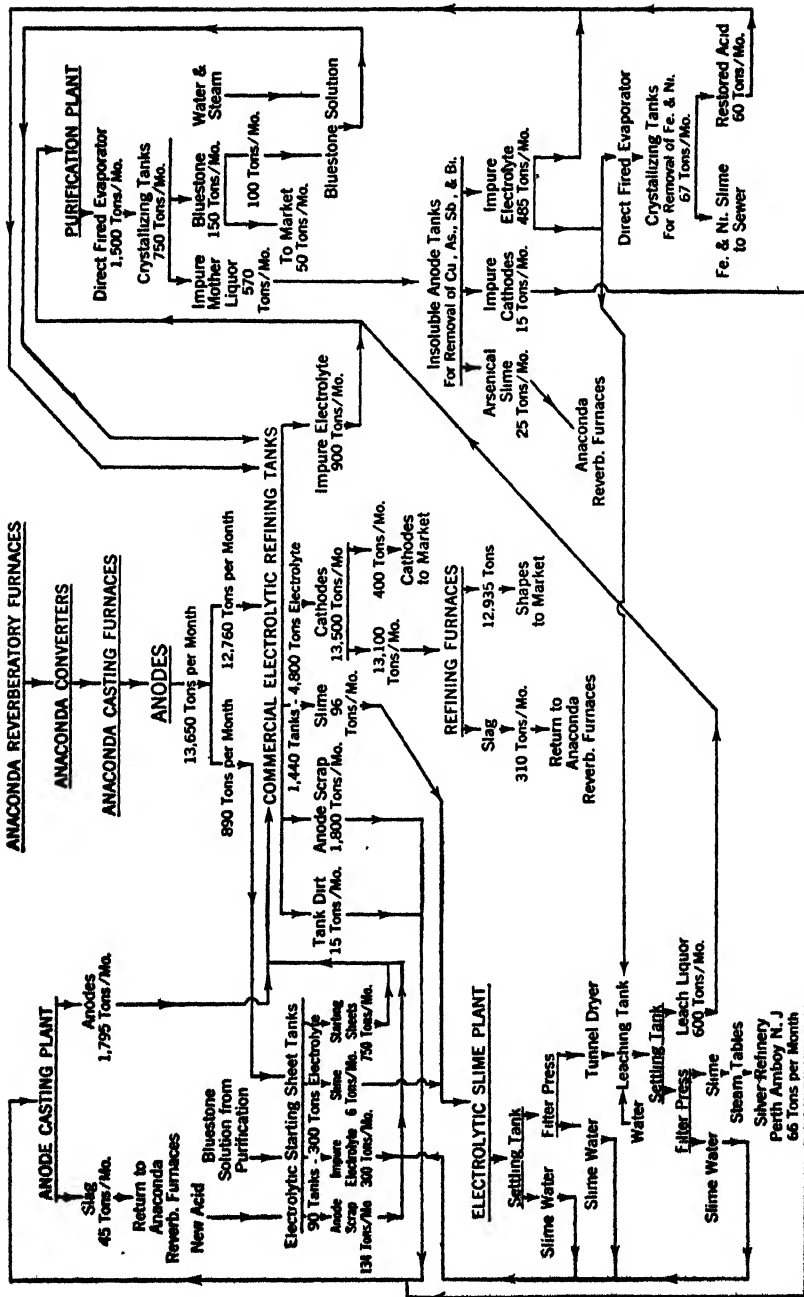 ANACONDA REVERBERATORY FURNACES
ANACONDA CONVERTERS
ANACONDA CASTING FURNACES
ANODES
13,650 Tons per Month
890 Tons per Month
12,760 Tons per Month
ANODE CASTING PLANT
Slag
45 Tons/Mo.
Return to
Anaconda
Reverb. Furnaces
Anodes
1,795 Tons/Mo.
New Acid
Bluestone
Solution from
Purification
Electrolytic Starting Sheet Tanks
90 Tanks - 300 Tons Electrolyte
Anode
Scrap
134 Tons/Mo
Impure
Electrolyte
300 Tons/Mo.
Slime
6 Tons/Mo.
Starting
Sheets
750 Tons/Mo.
COMMERCIAL ELECTROLYTIC REFINING TANKS
1,440 Tanks - 4,800 Tons Electrolyte
Tank Dirt
15 Tons/Mo.
Anode Scrap
1,800 Tons/Mo.
Slime
96
Tons/Mo.
Cathodes
13,500 Tons/Mo
13,100
Tons/Mo.
400 Tons/Mo.
Cathodes
to Market
Impure Electrolyte
900 Tons/Mo.
REFINING FURNACES
Slag
310 Tons/Mo.
Return to
Anaconda
Reverb. Furnaces
12,935 Tons
Shapes
to Market
PURIFICATION PLANT
Direct Fired Evaporator
1,500 Tons/Mo.
Crystallizing Tanks
750 Tons/Mo.
Impure
Mother
Liquor
570
Tons/Mo.
Bluestone
150 Tons/Mo.
To Market
50 Tons/Mo.
100 Tons/Mo.
Water &
Steam
Bluestone Solution
Insoluble Anode Tanks
For Removal of Cu., As., Sb., & Bi.
Arsenical
Slime
25 Tons/Mo.
Anaconda
Reverb. Furnaces
Impure
Cathodes
15 Tons/Mo.
Impure
Electrolyte
485 Tons/Mo.
Direct Fired Evaporator
Crystallizing Tanks
For Removal of Fe. & Ni.
67 Tons/Mo.
Fe. & Ni. Slime
to Sewer
Restored Acid
60 Tons/Mo.
ELECTROLYTIC SLIME PLANT
Settling Tank
Slime Water
Filter Press
Slime Water
Tunnel Dryer
Water
Leaching Tank
Settling Tank
Filter Press
Leach Liquor
600 Tons/Mo.
Slime Water
Slime
Steam Tables
Silver Refinery
Perth Amboy N. J
66 Tons per Month